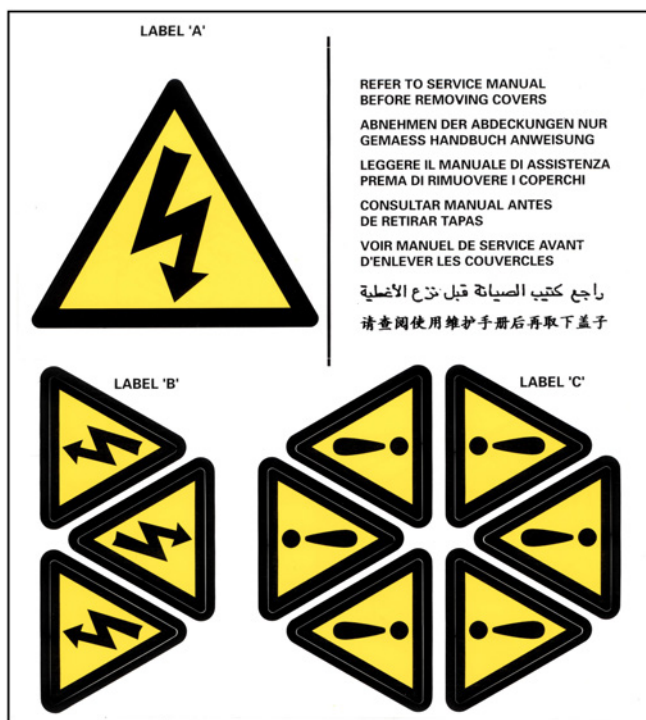 LABEL 'A'
REFER TO SERVICE MANUAL
BEFORE REMOVING COVERS
ABNEHMEN DER ABDECKUNGEN NUR
GEMAESS HANDBUCH ANWEISUNG
LEGGERE IL MANUALE DI ASSISTENZA
PREMA DI RIMUOVERE I COPERCHI
CONSULTAR MANUAL ANTES
DE RETIRAR TAPAS
VOIR MANUEL DE SERVICE AVANT
D'ENLEVER LES COUVERCLES
راجع كتيب الصيانة قبل نزع الأغطية
请查阅使用维护手册后再取下盖子
LABEL 'B'
LABEL 'C'